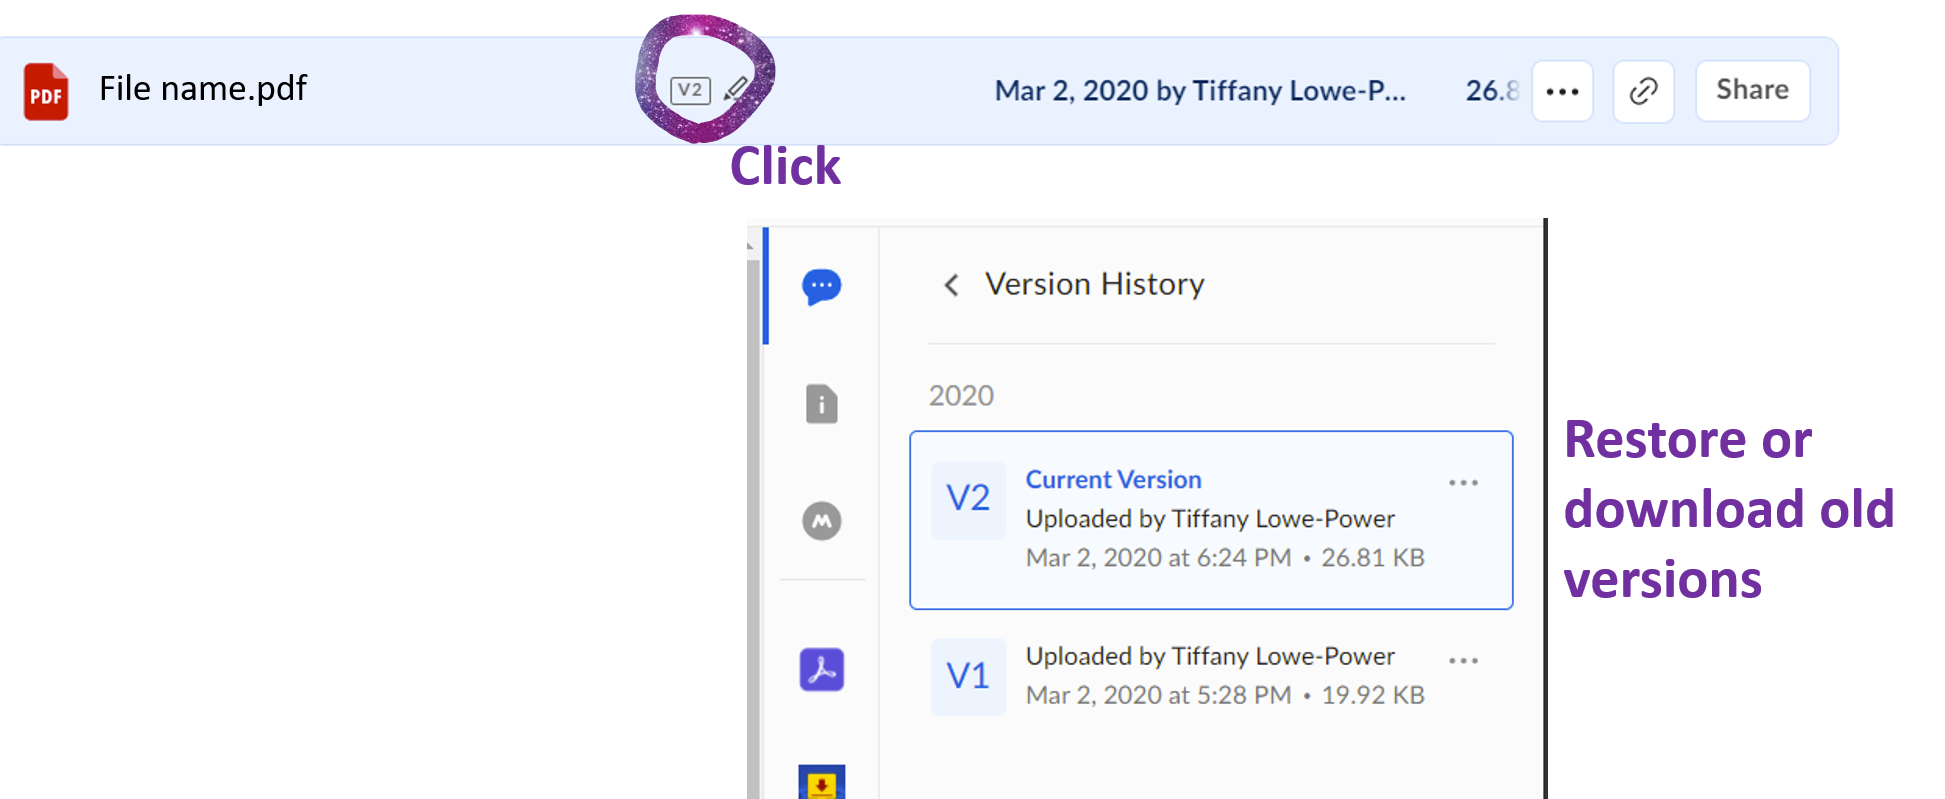 PDF File name.pdf V2 Mar 2, 2020 by Tiffany Lowe-P... 26.8 Share
Click
Version History
2020
V2 Current Version
Uploaded by Tiffany Lowe-Power
Mar 2, 2020 at 6:24 PM • 26.81 KB
V1 Uploaded by Tiffany Lowe-Power
Mar 2, 2020 at 5:28 PM • 19.92 KB
Restore or
download old
versions